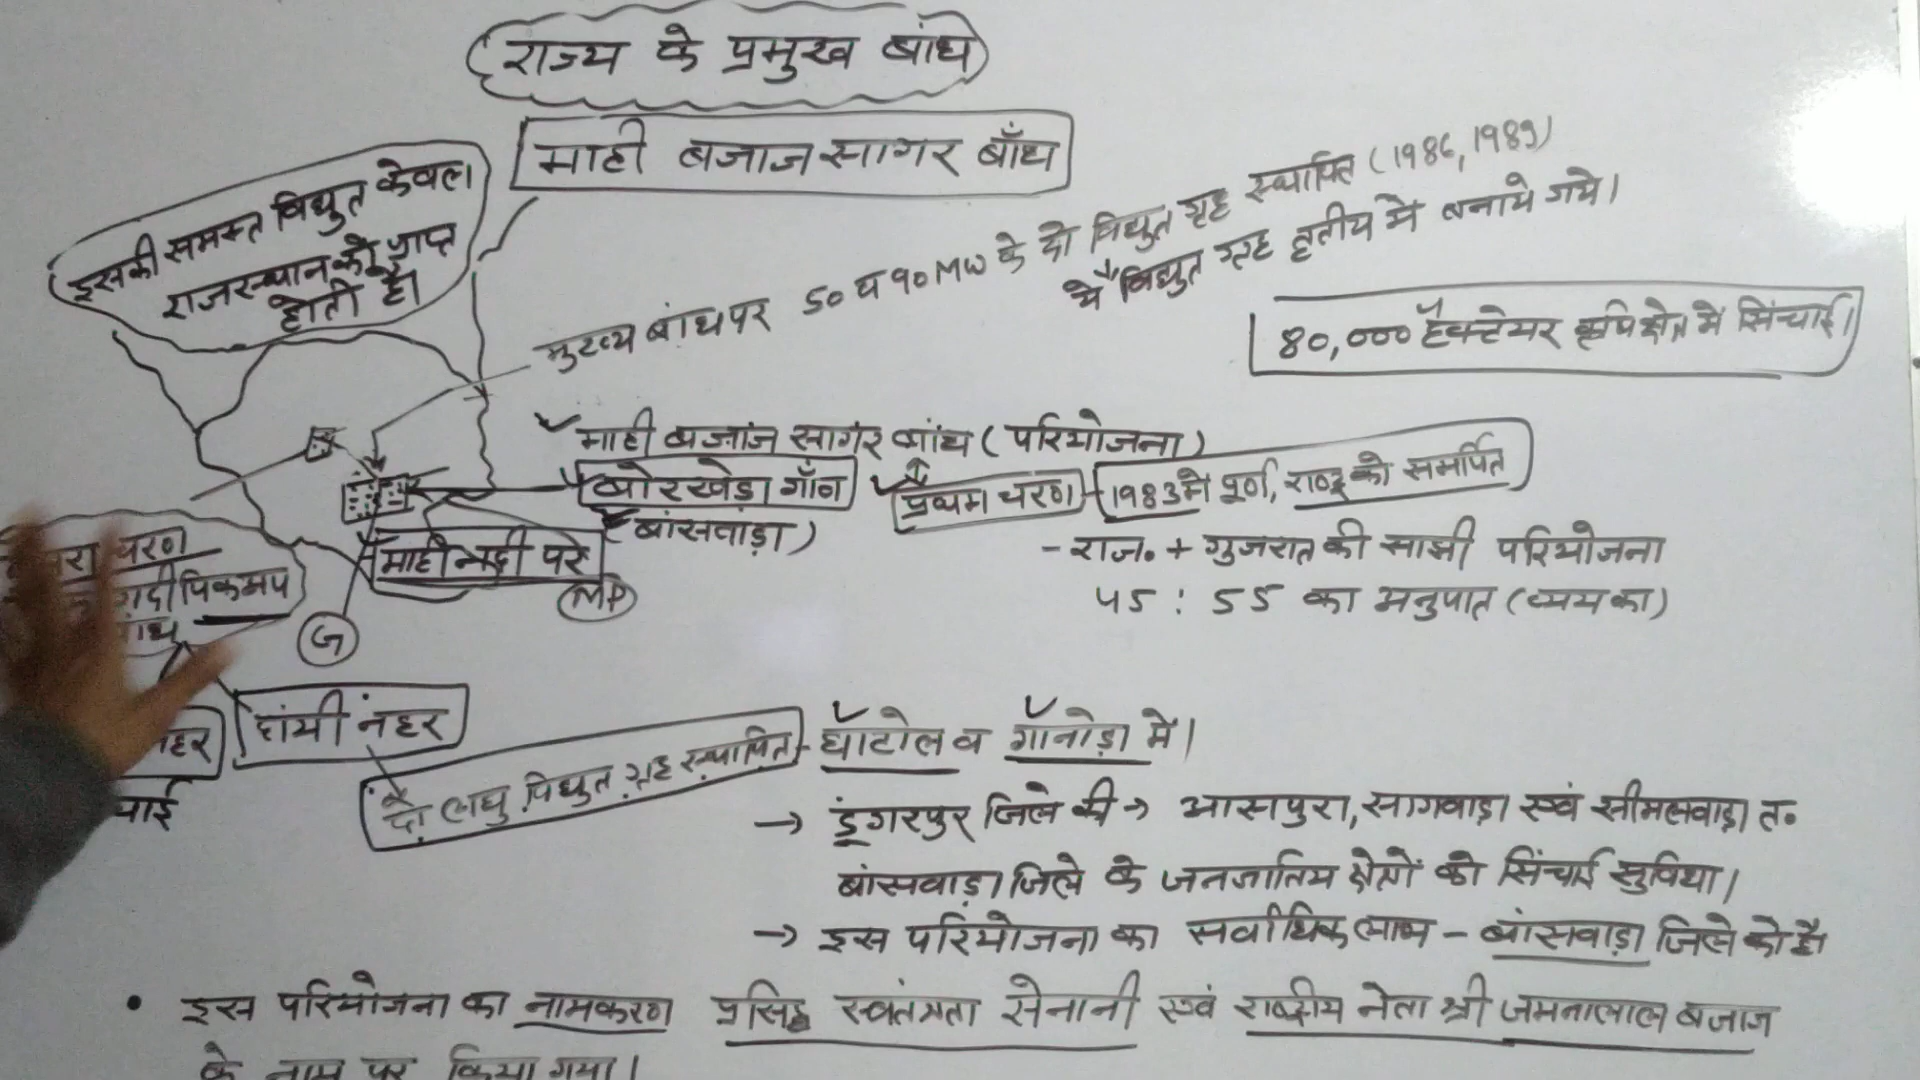 राज्य के प्रमुख बांध
माही बजाज सागर बाँध
इसकी समस्त विद्युत केवल
राजस्थान को प्राप्त
होती है।
मुख्य बांध पर 50 व 90 MW के दो विद्युत गृह स्थापित (1986, 1989)
ये विद्युत गृह तृतीय में बनाये गये।
80,000 हैक्टेयर कृषि क्षेत्र में सिंचाई।
माही बजाज सागर बांध (परियोजना)
बोरखेड़ा गाँव
प्रथम चरण - 1983 में पूर्ण, राष्ट्र को समर्पित
बांसवाड़ा)
माही नदी पर
MP
- राज. + गुजरात की साझी परियोजना
45 : 55 का अनुपात (व्यय का)
चरण
कागदी पिकअप
बांध
G
नहर
दांयी नहर
दो लघु विद्युत गृह स्थापित - घाँटोल व गाँनोड़ा में।
→ डूंगरपुर जिले की → आसपुरा, सागवाड़ा एवं सीमलवाड़ा त०
बांसवाड़ा जिले के जनजातिय क्षेत्रों को सिंचाई सुविधा।
→ इस परियोजना का सर्वाधिक लाभ - बांसवाड़ा जिले को है
• इस परियोजना का नामकरण प्रसिद्ध स्वतंत्रता सेनानी एवं राष्ट्रीय नेता श्री जमनालाल बजाज
के नाम पर किया गया।